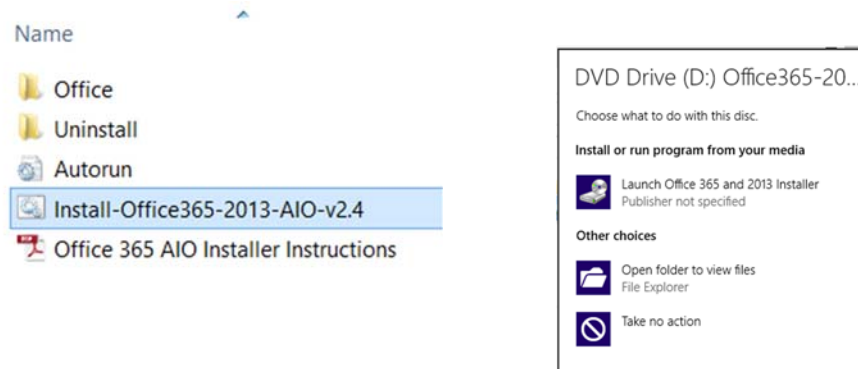 Name
Office
Uninstall
Autorun
Install-Office365-2013-AIO-v2.4
Office 365 AIO Installer Instructions
DVD Drive (D:) Office365-20...
Choose what to do with this disc.
Install or run program from your media
Launch Office 365 and 2013 Installer
Publisher not specified
Other choices
Open folder to view files
File Explorer
Take no action